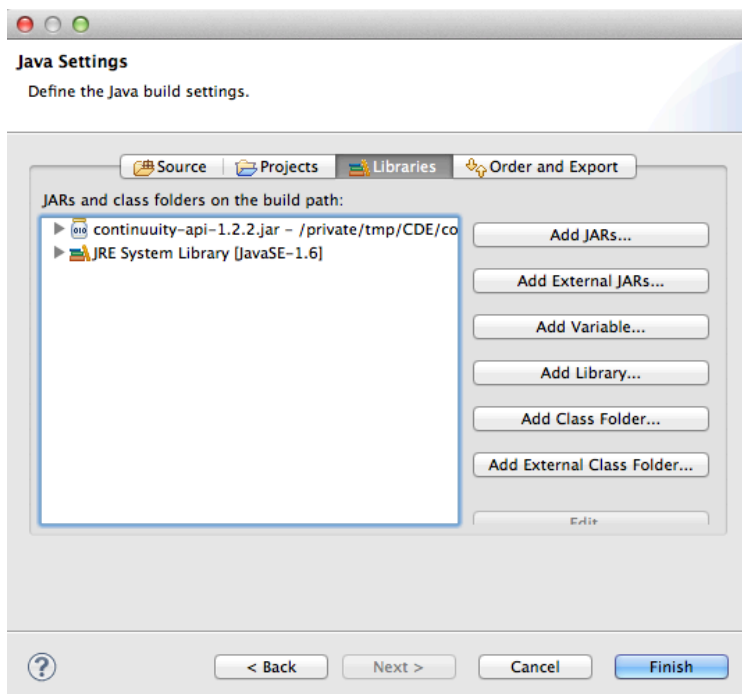 Java Settings
Define the Java build settings.
Source Projects Libraries Order and Export
JARs and class folders on the build path:
continuuity-api-1.2.2.jar – /private/tmp/CDE/co
JRE System Library [JavaSE-1.6]
Add JARs...
Add External JARs...
Add Variable...
Add Library...
Add Class Folder...
Add External Class Folder...
Edit
? < Back Next > Cancel Finish